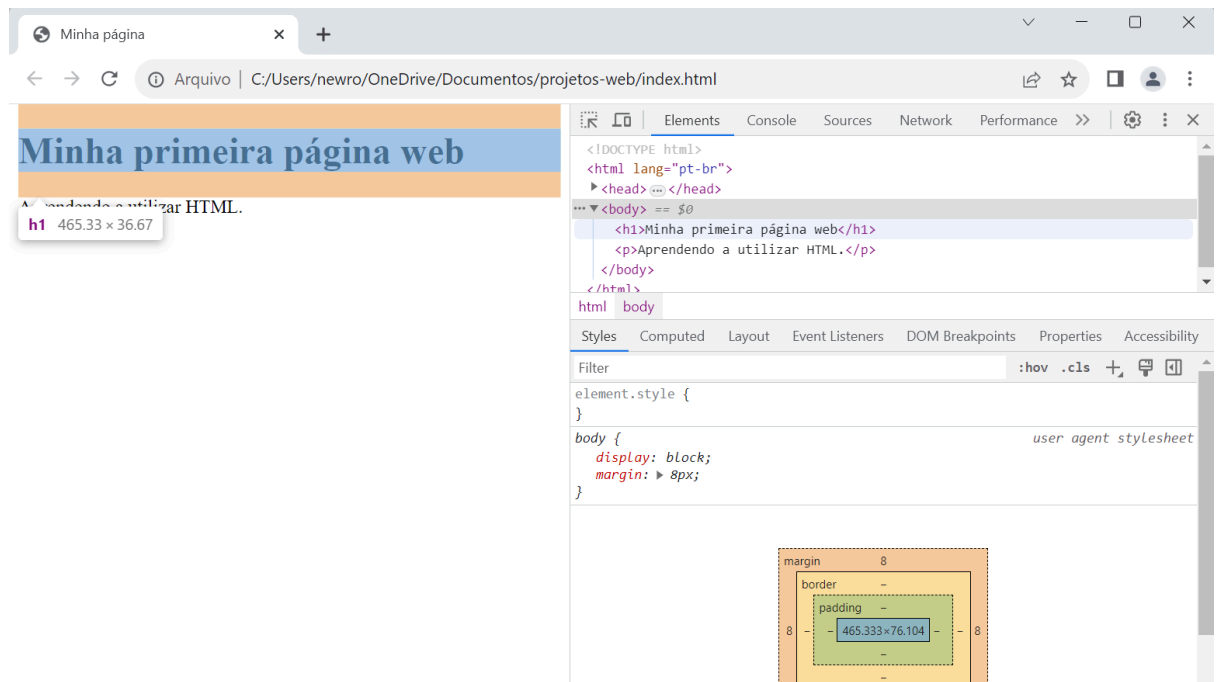 Minha página
Arquivo | C:/Users/newro/OneDrive/Documentos/projetos-web/index.html
Minha primeira página web
Aprendendo a utilizar HTML.
h1 465.33 × 36.67
Elements Console Sources Network Performance
<!DOCTYPE html>
<html lang="pt-br">
<head> ... </head>
... <body> == $0
<h1>Minha primeira página web</h1>
<p>Aprendendo a utilizar HTML.</p>
</body>
</html>
html body
Styles Computed Layout Event Listeners DOM Breakpoints Properties Accessibility
Filter :hov .cls
element.style {
}
body { user agent stylesheet
display: block;
margin: 8px;
}
margin 8
border –
padding –
8 – – 465.333×76.104 – – 8
–
–